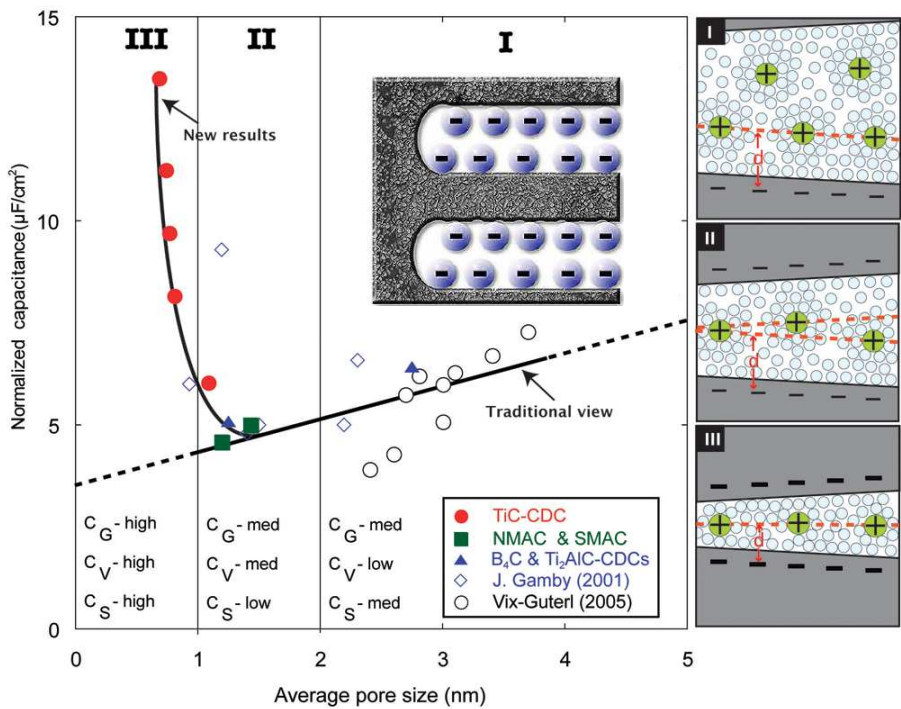 15
III
II
I
New results
Normalized capacitance(µF/cm²)
10
Traditional view
5
C_G- high
C_V- high
C_S- high
C_G- med
C_V- med
C_S- low
C_G- med
C_V- low
C_S- med
TiC-CDC
NMAC & SMAC
B₄C & Ti₂AlC-CDCs
J. Gamby (2001)
Vix-Guterl (2005)
0
0 1 2 3 4 5
Average pore size (nm)
I
d
II
d
III
d